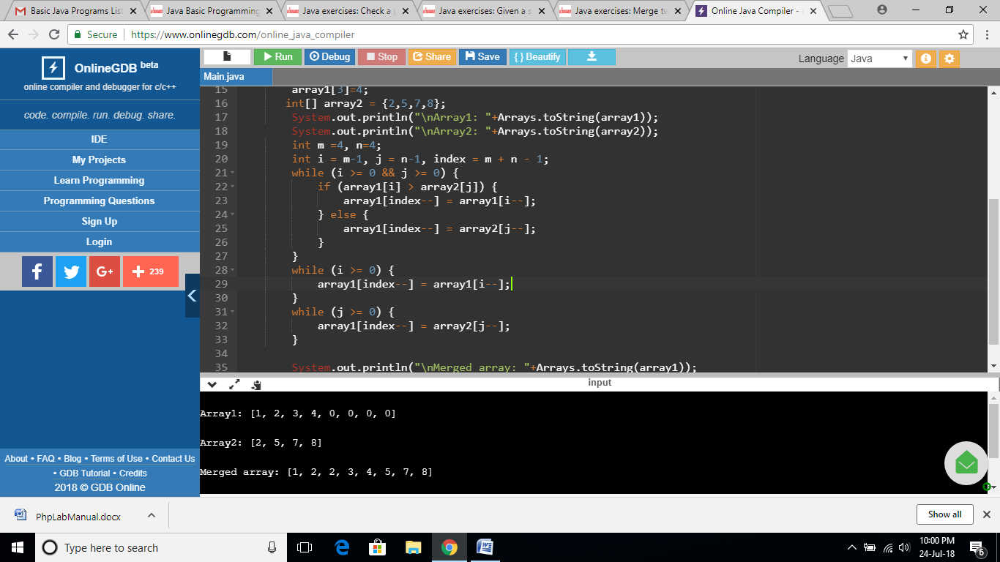 Basic Java Programs List
Java Basic Programming
Java exercises: Check a p
Java exercises: Given a s
Java exercises: Merge tw
Online Java Compiler -
Secure | https://www.onlinegdb.com/online_java_compiler
OnlineGDB beta
online compiler and debugger for c/c++
code. compile. run. debug. share.
IDE
My Projects
Learn Programming
Programming Questions
Sign Up
Login
f
G+
+ 239
<
About • FAQ • Blog • Terms of Use • Contact Us
• GDB Tutorial • Credits
2018 © GDB Online
Run Debug Stop Share Save { } Beautify
Language Java
Main.java
15 array1[3]=4;
16 int[] array2 = {2,5,7,8};
17 System.out.println("\nArray1: "+Arrays.toString(array1));
18 System.out.println("\nArray2: "+Arrays.toString(array2));
19 int m =4, n=4;
20 int i = m-1, j = n-1, index = m + n - 1;
21 while (i >= 0 && j >= 0) {
22 if (array1[i] > array2[j]) {
23 array1[index--] = array1[i--];
24 } else {
25 array1[index--] = array2[j--];
26 }
27 }
28 while (i >= 0) {
29 array1[index--] = array1[i--];
30 }
31 while (j >= 0) {
32 array1[index--] = array2[j--];
33 }
34
35 System.out.println("\nMerged array: "+Arrays.toString(array1));
input
Array1: [1, 2, 3, 4, 0, 0, 0, 0]
Array2: [2, 5, 7, 8]
Merged array: [1, 2, 2, 3, 4, 5, 7, 8]
PhpLabManual.docx
Show all
Type here to search
10:00 PM
24-Jul-18
6